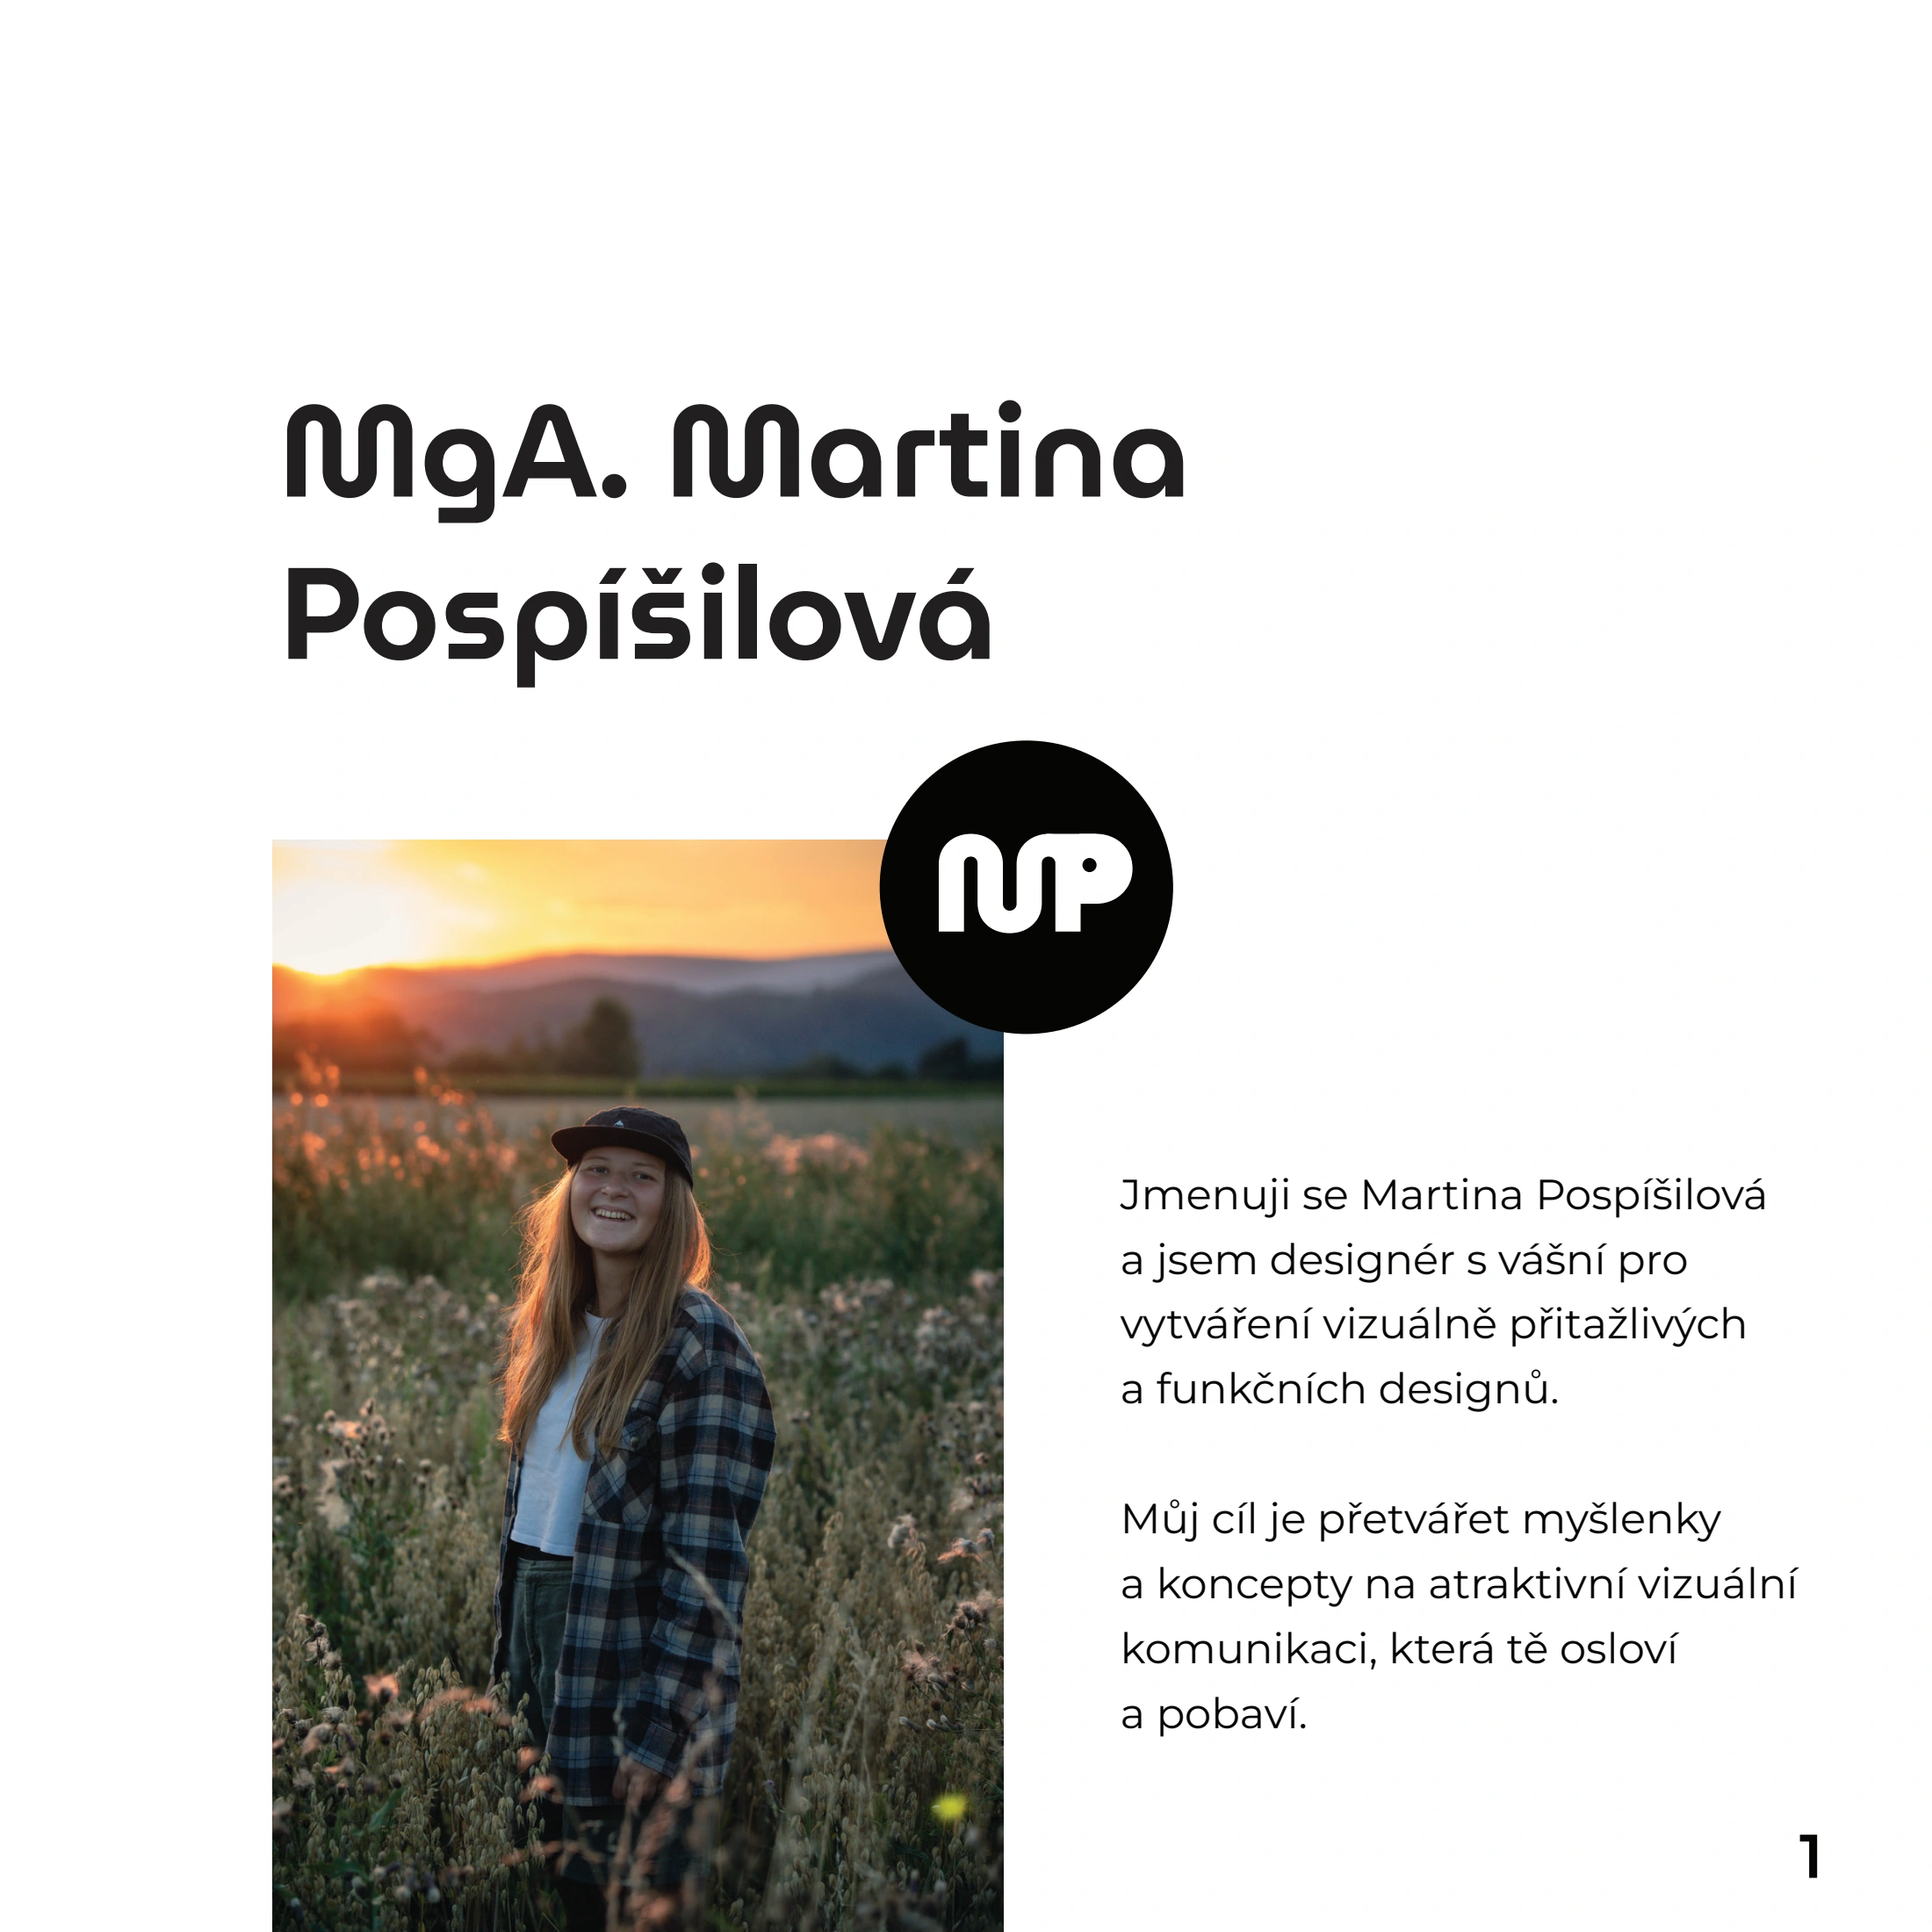 MgA. Martina
Pospíšilová
MP
Jmenuji se Martina Pospíšilová
a jsem designér s vášní pro
vytváření vizuálně přitažlivých
a funkčních designů.
Můj cíl je přetvářet myšlenky
a koncepty na atraktivní vizuální
komunikaci, která tě osloví
a pobaví.
1